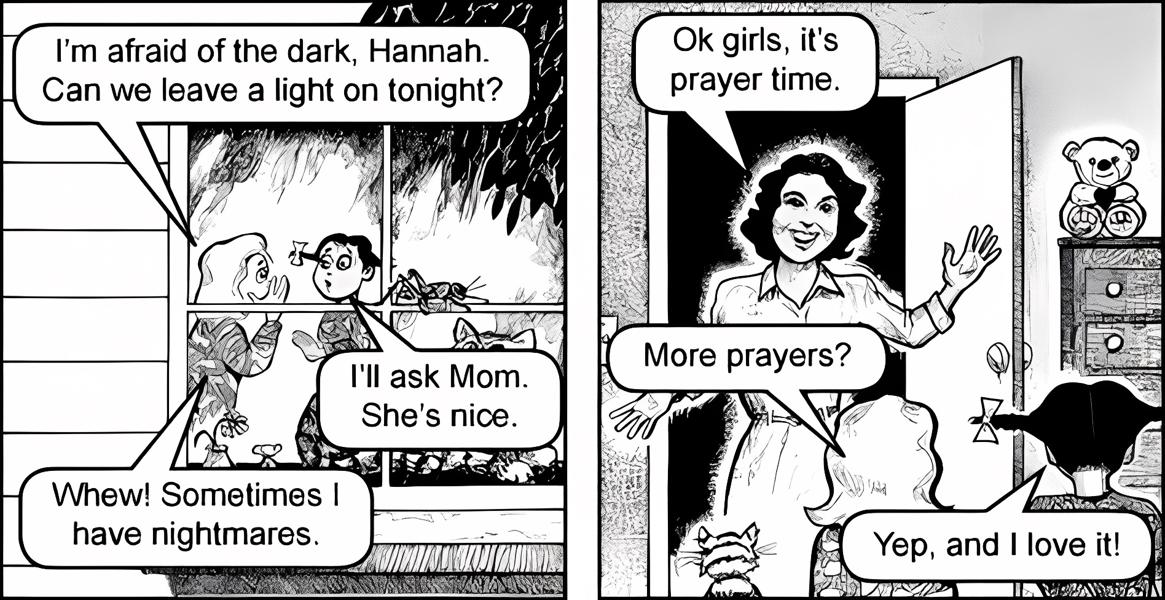 I'm afraid of the dark, Hannah.
Can we leave a light on tonight?
I'll ask Mom.
She's nice.
Whew! Sometimes I
have nightmares.
Ok girls, it's
prayer time.
More prayers?
Yep, and I love it!